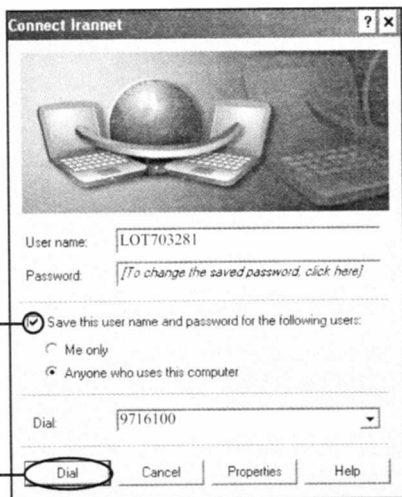 Connect Irannet ? ×
User name: LOT703281
Password: [To change the saved password, click here]
Save this user name and password for the following users:
Me only
Anyone who uses this computer
Dial: 9716100
Dial Cancel Properties Help